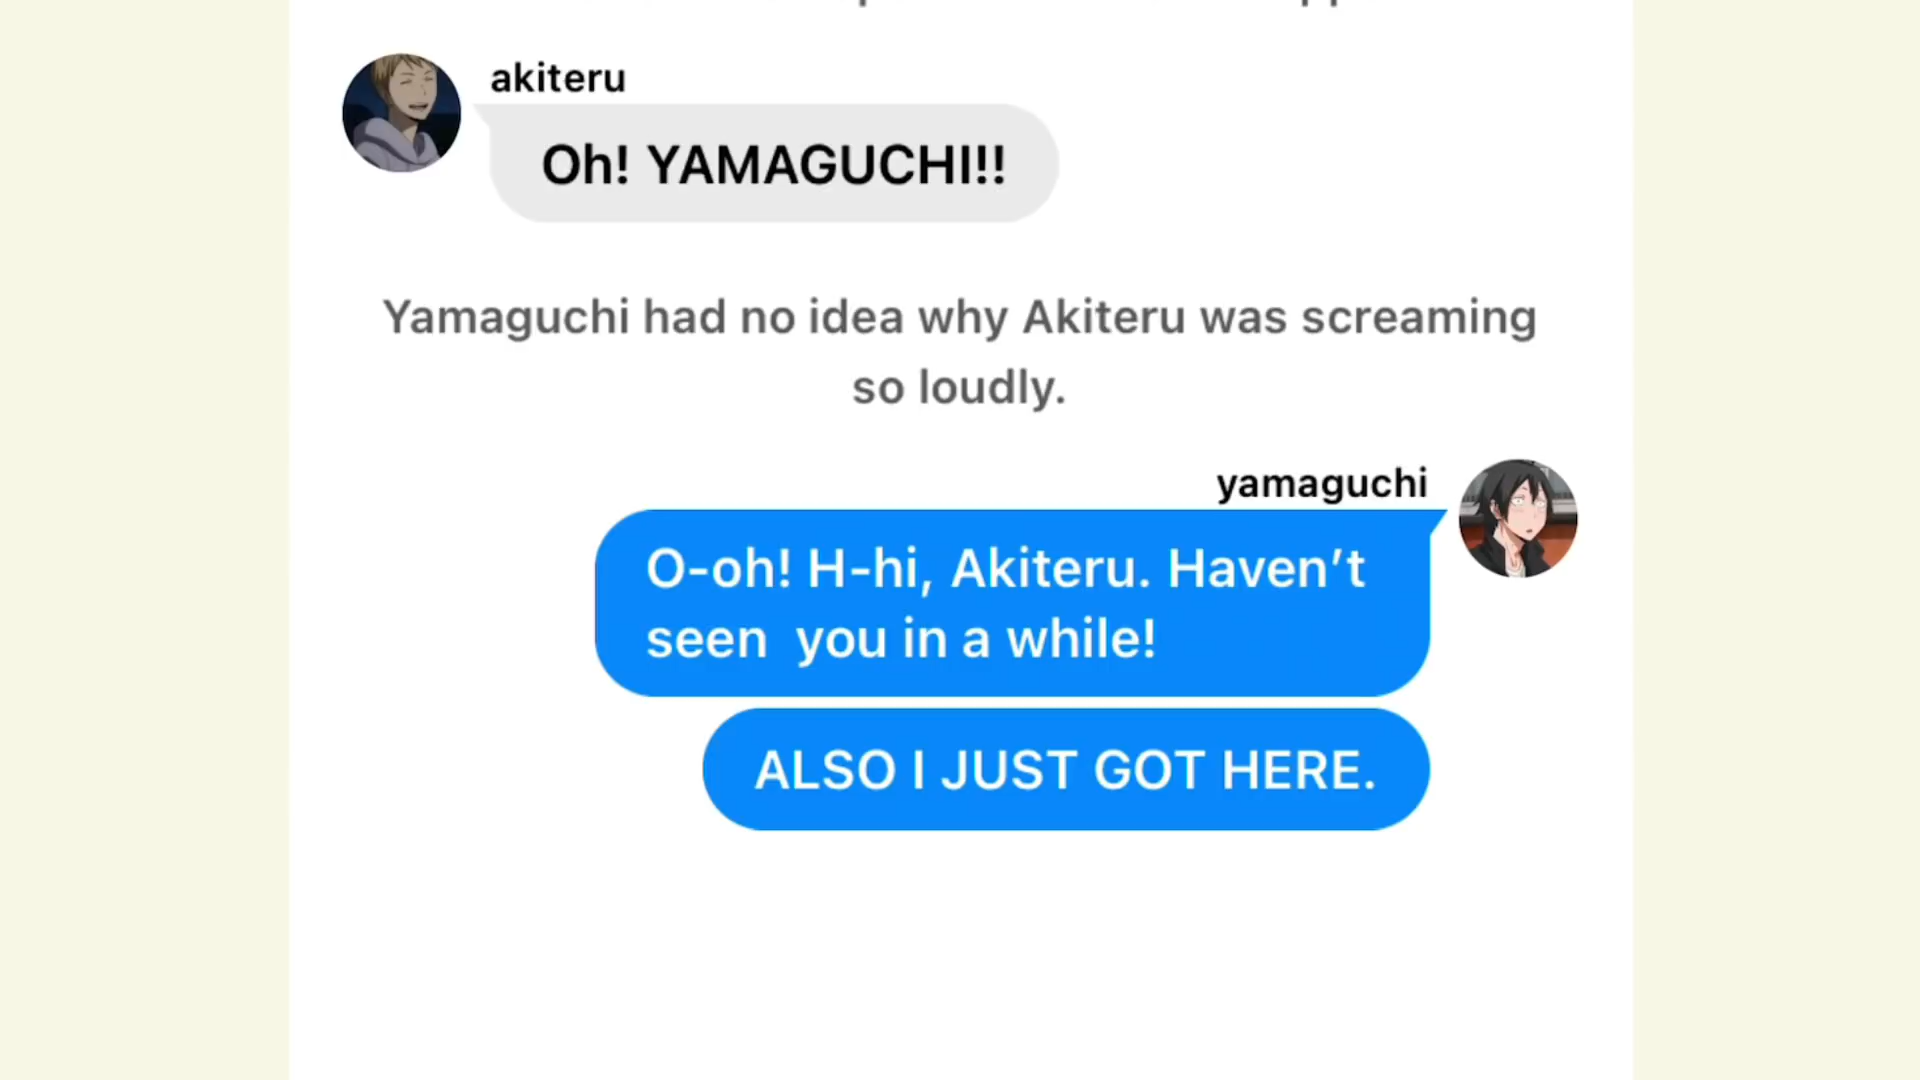 akiteru
Oh! YAMAGUCHI!!
Yamaguchi had no idea why Akiteru was screaming
so loudly.
yamaguchi
O-oh! H-hi, Akiteru. Haven’t
seen  you in a while!
ALSO I JUST GOT HERE.